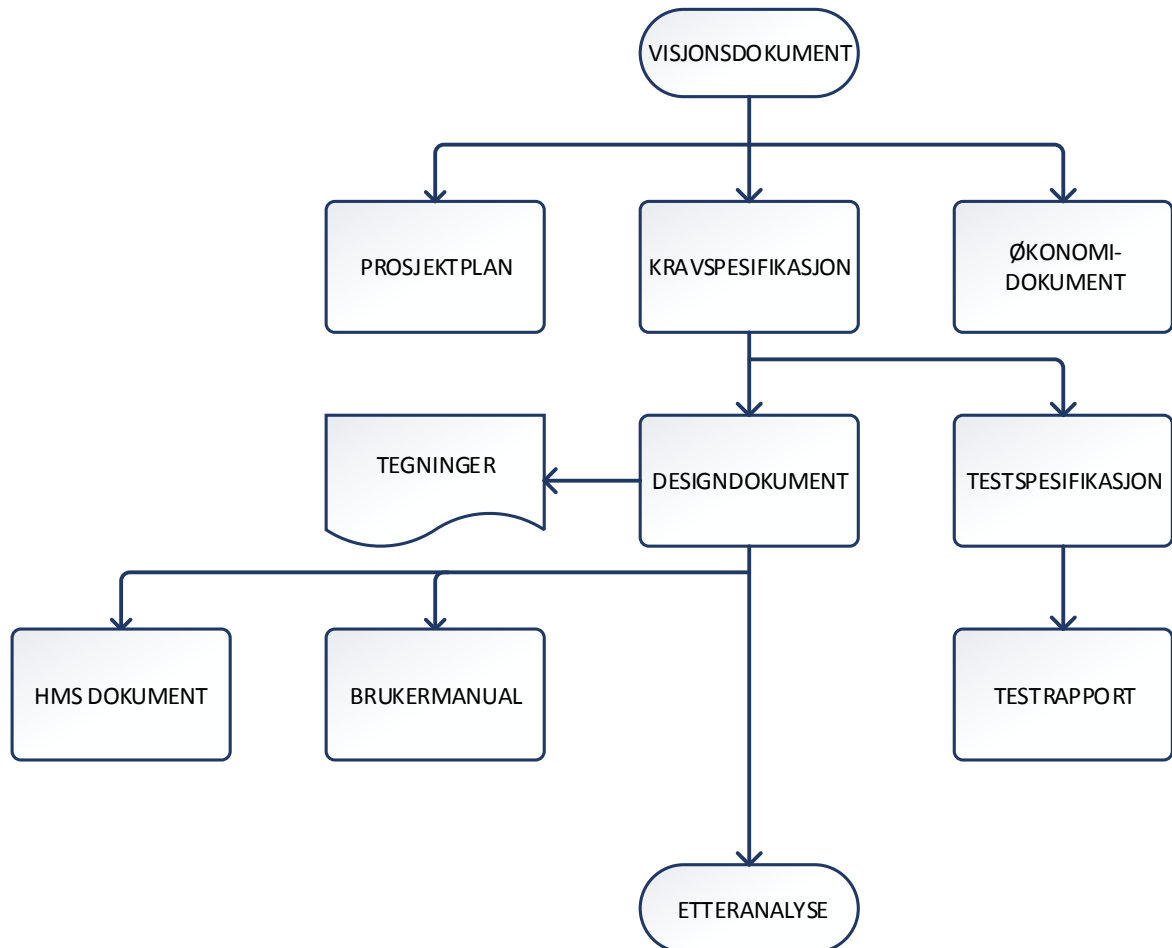 VISJONSDOKUMENT
PROSJEKTPLAN
KRAVSPESIFIKASJON
ØKONOMI-
DOKUMENT
TEGNINGER
DESIGNDOKUMENT
TESTSPESIFIKASJON
HMS DOKUMENT
BRUKERMANUAL
TESTRAPPORT
ETTERANALYSE